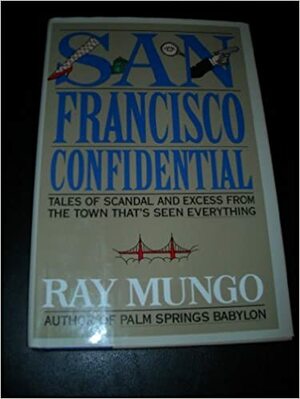 SAN
FRANCISCO
CONFIDENTIAL
TALES OF SCANDAL AND EXCESS FROM
THE TOWN THAT'S SEEN EVERYTHING
RAY MUNGO
AUTHOR OF PALM SPRINGS BABYLON